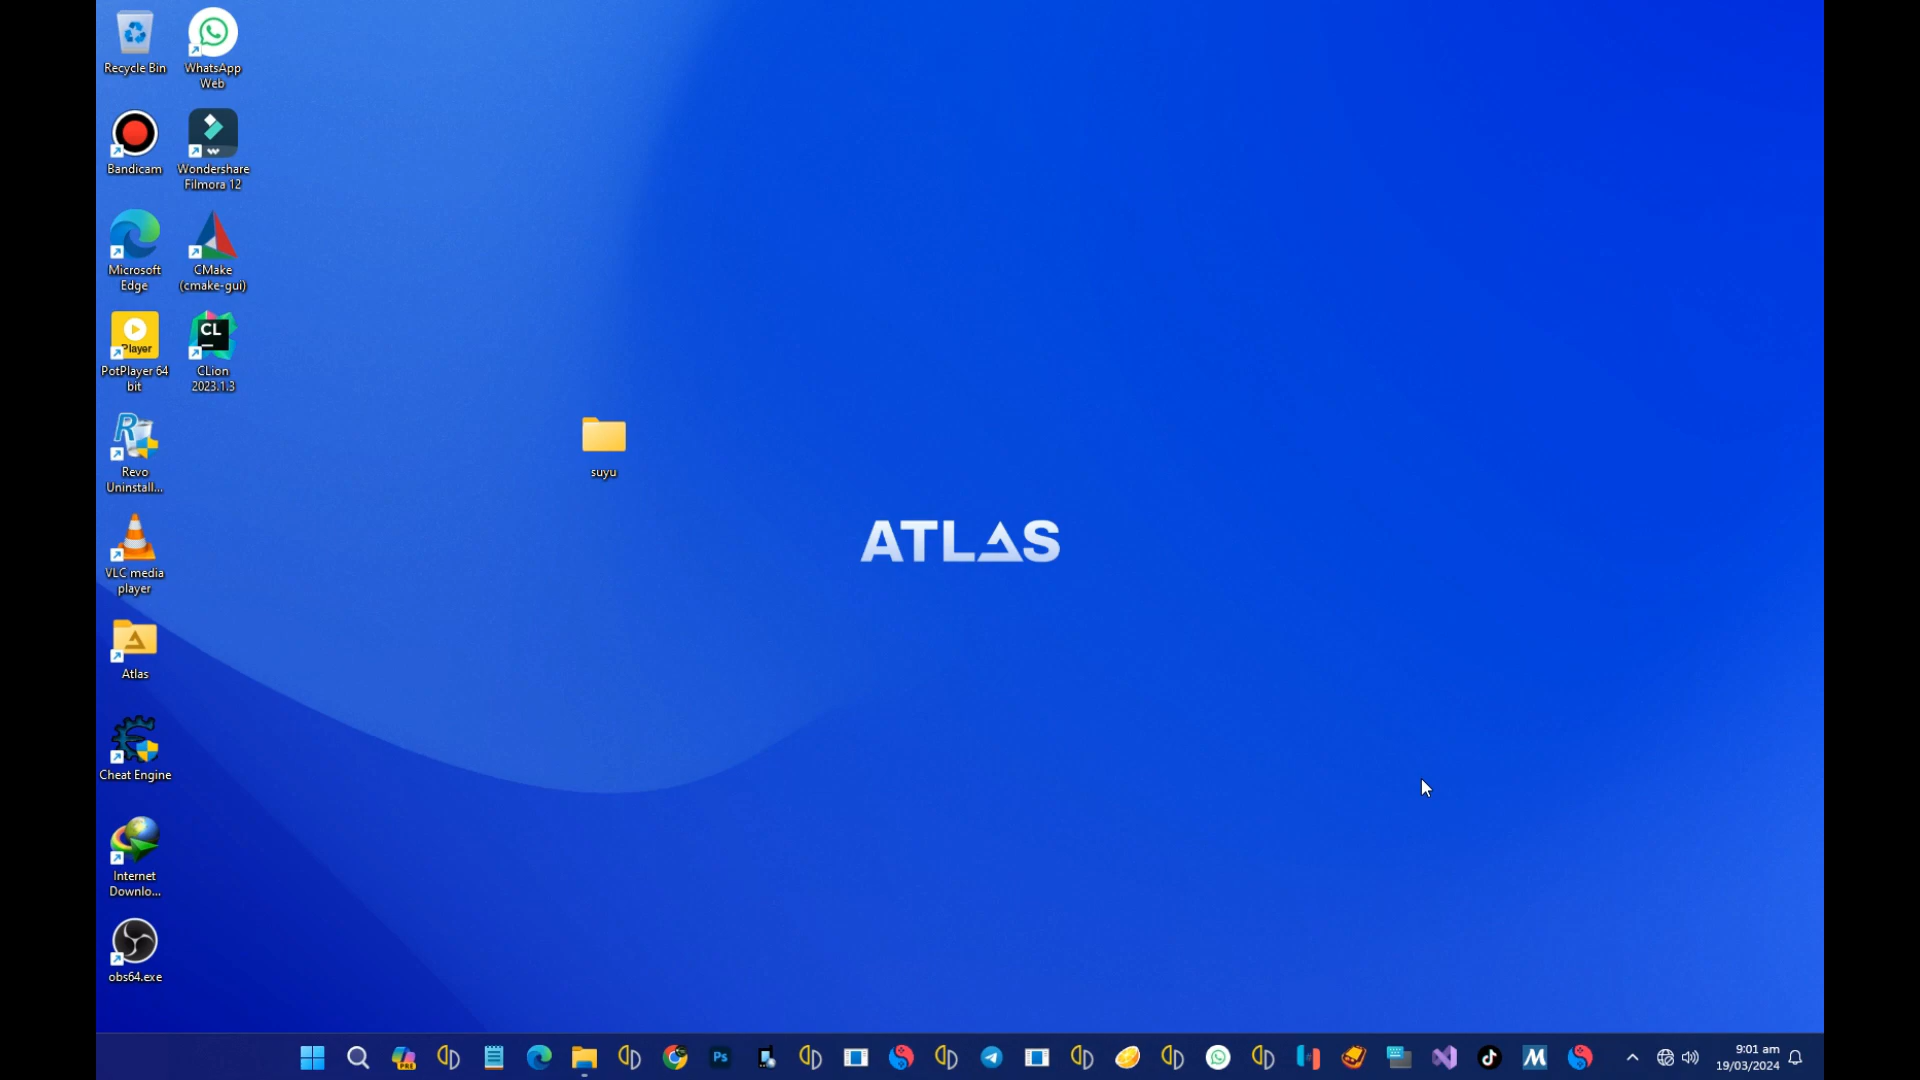 Recycle Bin
WhatsApp
Web
Bandicam
Wondershare
Filmora 12
Microsoft
Edge
CMake
(cmake-gui)
Player
PotPlayer 64
bit
CL
CLion
2023.1.3
Revo
Uninstall...
suyu
ATLAS
VLC media
player
Atlas
Cheat Engine
Internet
Downlo...
obs64.exe
PRE
Ps
9:01 am
19/03/2024